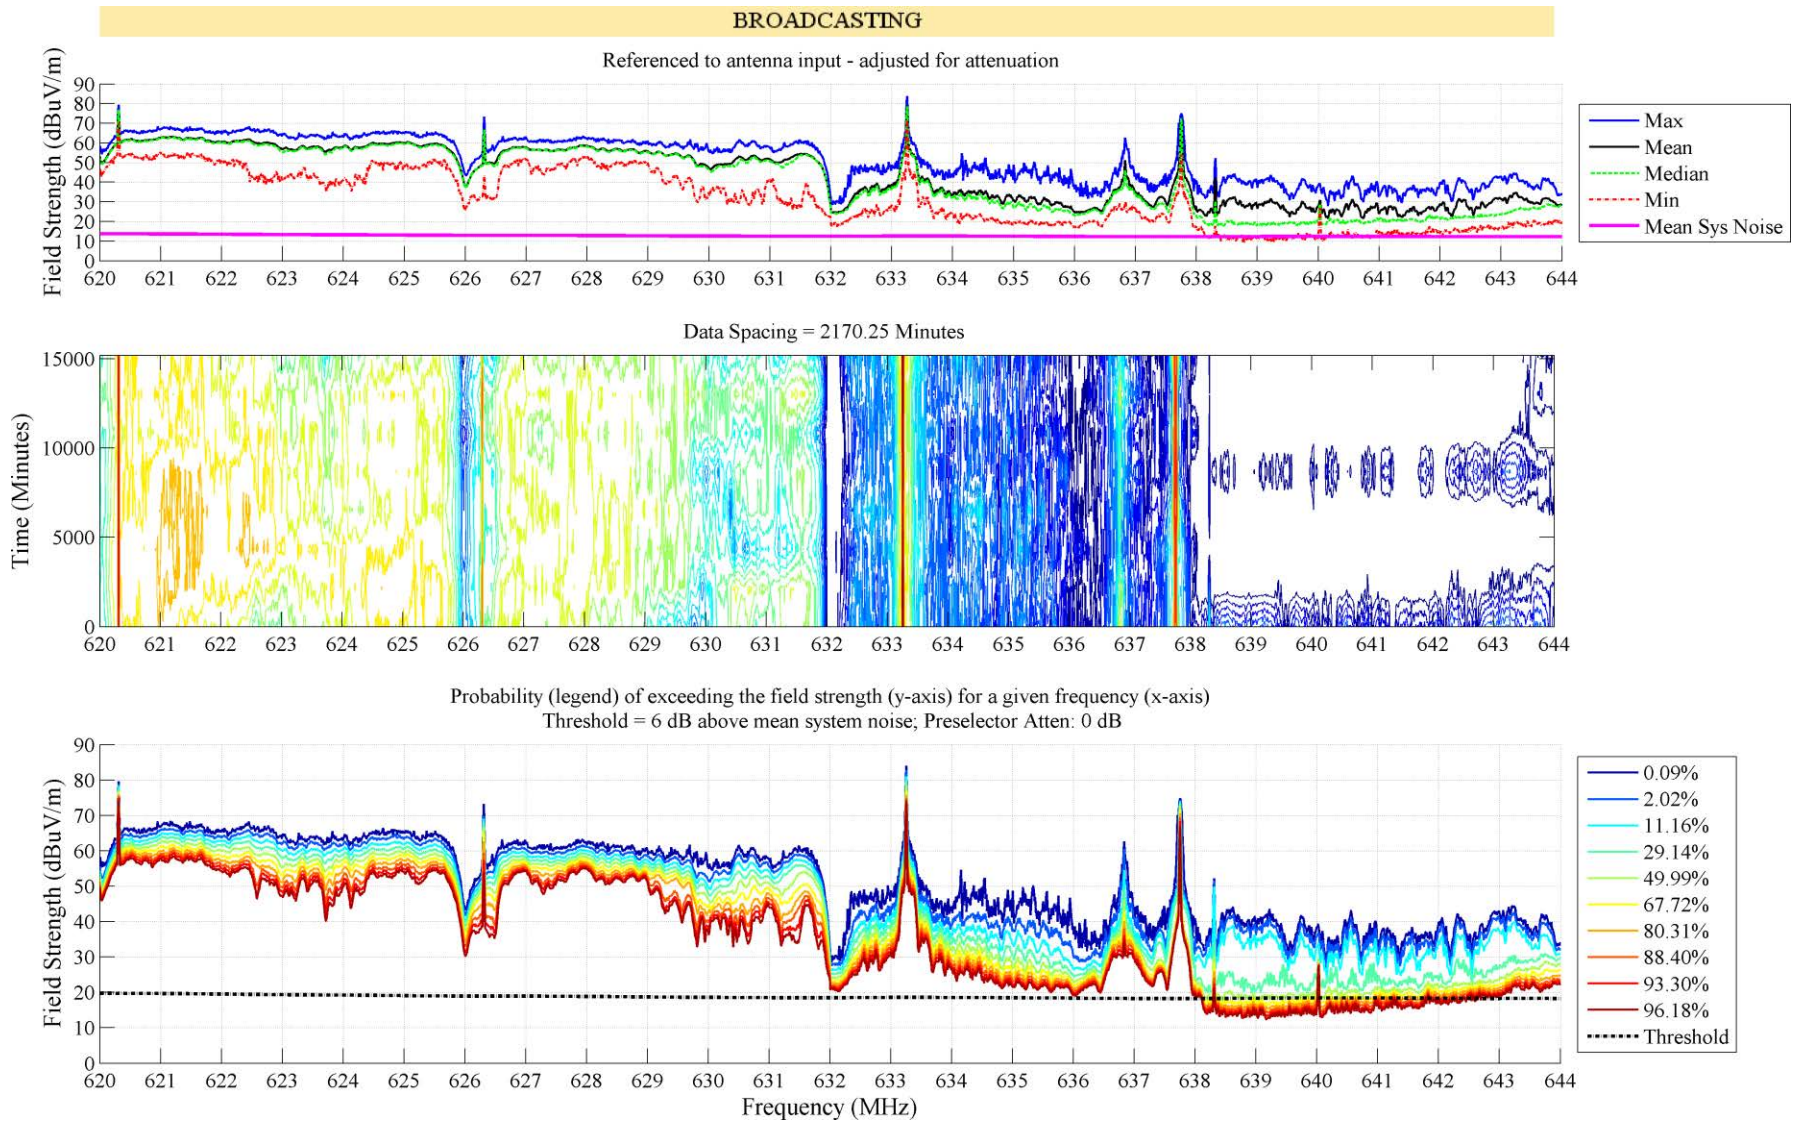 BROADCASTING
Referenced to antenna input - adjusted for attenuation
Field Strength (dBuV/m)
90
80
70
60
50
40
30
20
10
0
620 621 622 623 624 625 626 627 628 629 630 631 632 633 634 635 636 637 638 639 640 641 642 643 644
Max
Mean
Median
Min
Mean Sys Noise
Data Spacing = 2170.25 Minutes
Time (Minutes)
15000
10000
5000
0
620 621 622 623 624 625 626 627 628 629 630 631 632 633 634 635 636 637 638 639 640 641 642 643 644
Probability (legend) of exceeding the field strength (y-axis) for a given frequency (x-axis)
Threshold = 6 dB above mean system noise; Preselector Atten: 0 dB
Field Strength (dBuV/m)
90
80
70
60
50
40
30
20
10
0
620 621 622 623 624 625 626 627 628 629 630 631 632 633 634 635 636 637 638 639 640 641 642 643 644
Frequency (MHz)
0.09%
2.02%
11.16%
29.14%
49.99%
67.72%
80.31%
88.40%
93.30%
96.18%
Threshold